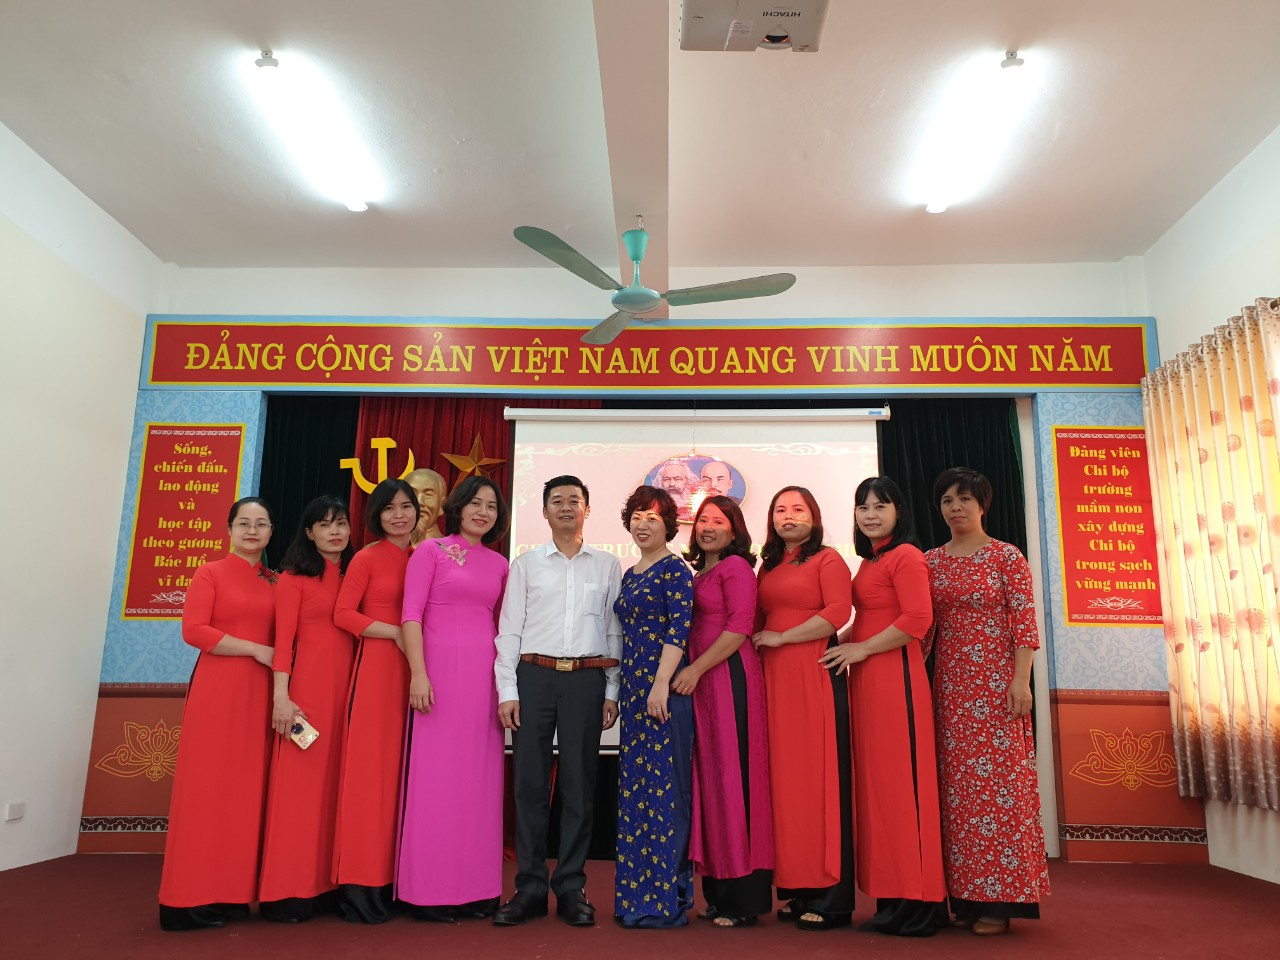 HITACHI
ĐẢNG CỘNG SẢN VIỆT NAM QUANG VINH MUÔN NĂM
Sống,
chiến đấu,
lao động
và
học tập
theo gương
Bác Hồ
vĩ đại
Đảng viên
Chi bộ
trường
mầm non
xây dựng
Chi bộ
trong sạch
vững mạnh